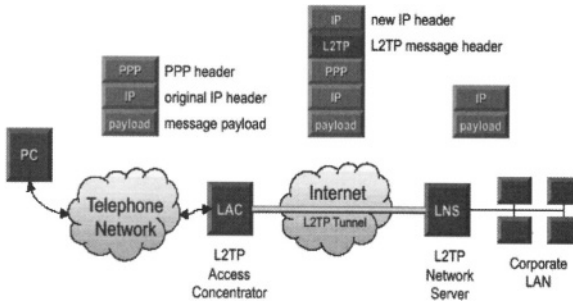 IP new IP header
L2TP L2TP message header
PPP PPP header
IP original IP header
payload message payload
PPP
IP
payload
IP
payload
PC
Telephone
Network
LAC
Internet
L2TP Tunnel
LNS
L2TP
Access
Concentrator
L2TP
Network
Server
Corporate
LAN